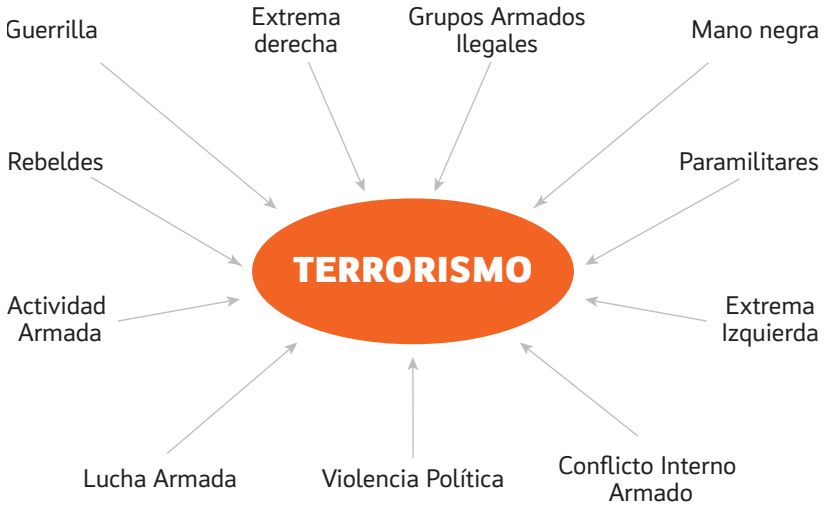 Guerrilla
Extrema
derecha
Grupos Armados
Ilegales
Mano negra
Rebeldes
Paramilitares
TERRORISMO
Actividad
Armada
Extrema
Izquierda
Lucha Armada
Violencia Política
Conflicto Interno
Armado